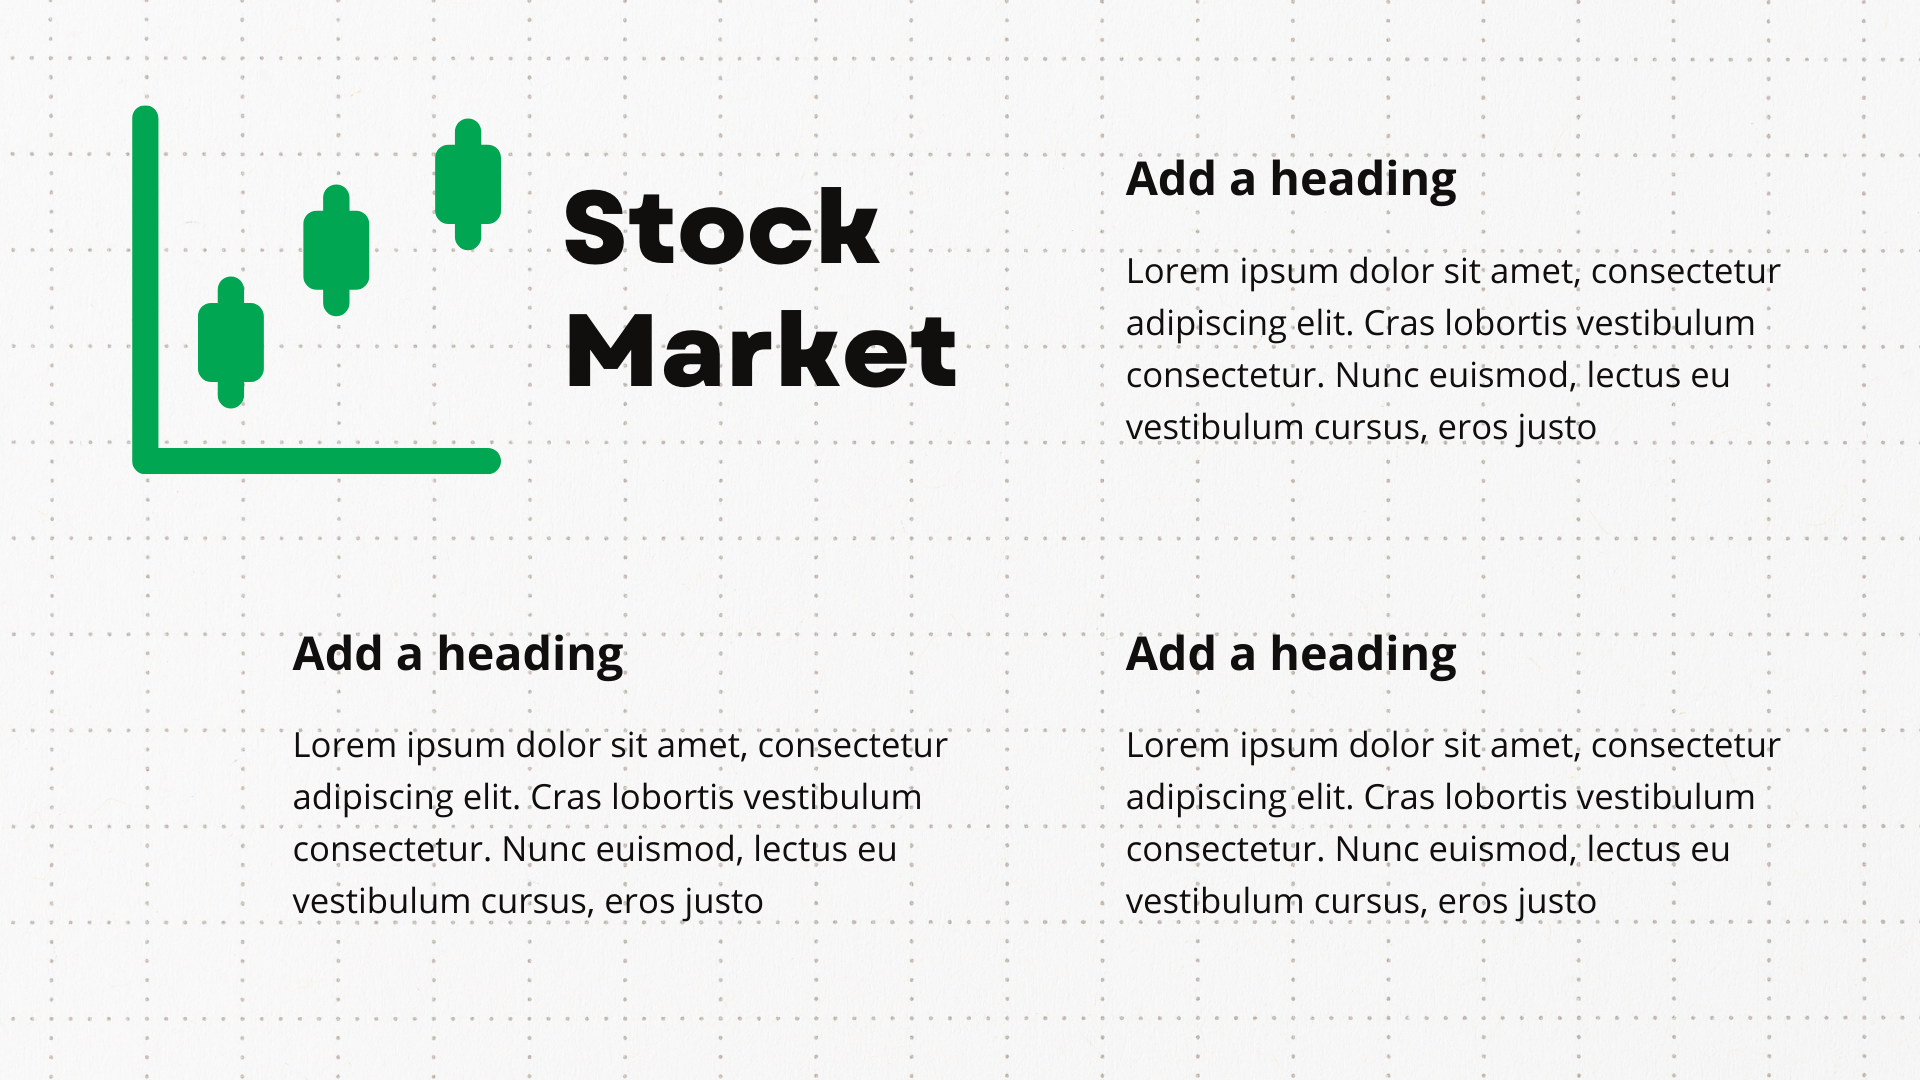 Stock
Market
Add a heading
Lorem ipsum dolor sit amet, consectetur
adipiscing elit. Cras lobortis vestibulum
consectetur. Nunc euismod, lectus eu
vestibulum cursus, eros justo
Add a heading
Lorem ipsum dolor sit amet, consectetur
adipiscing elit. Cras lobortis vestibulum
consectetur. Nunc euismod, lectus eu
vestibulum cursus, eros justo
Add a heading
Lorem ipsum dolor sit amet, consectetur
adipiscing elit. Cras lobortis vestibulum
consectetur. Nunc euismod, lectus eu
vestibulum cursus, eros justo